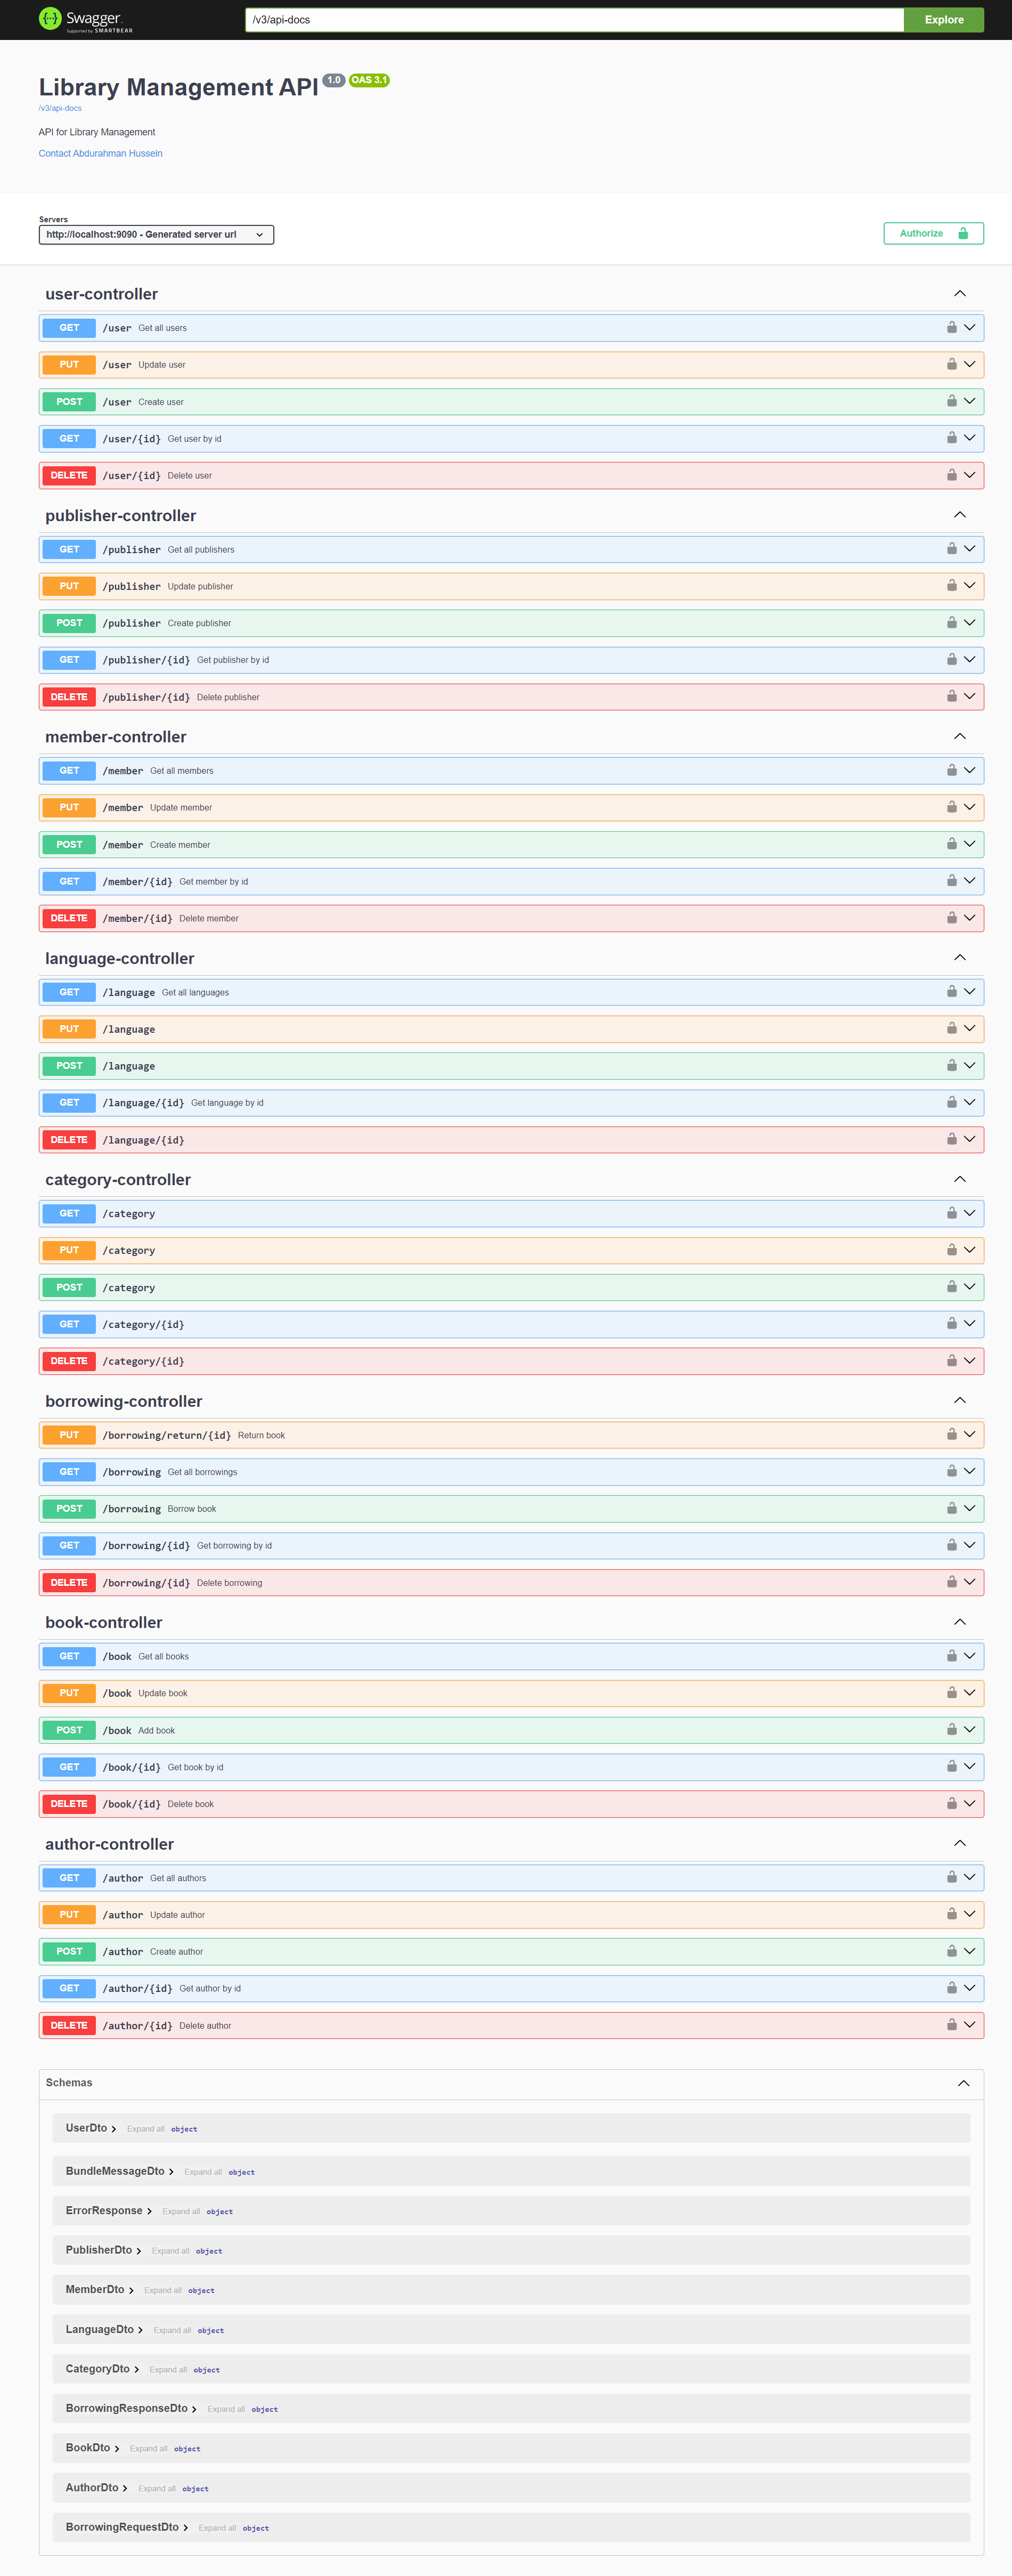 Swagger
Supported by SMARTBEAR
/v3/api-docs
Explore
Library Management API 1.0 OAS 3.1
/v3/api-docs
API for Library Management
Contact Abdurahman Hussein
Servers
http://localhost:9090 - Generated server url
Authorize
user-controller
GET /user Get all users
PUT /user Update user
POST /user Create user
GET /user/{id} Get user by id
DELETE /user/{id} Delete user
publisher-controller
GET /publisher Get all publishers
PUT /publisher Update publisher
POST /publisher Create publisher
GET /publisher/{id} Get publisher by id
DELETE /publisher/{id} Delete publisher
member-controller
GET /member Get all members
PUT /member Update member
POST /member Create member
GET /member/{id} Get member by id
DELETE /member/{id} Delete member
language-controller
GET /language Get all languages
PUT /language
POST /language
GET /language/{id} Get language by id
DELETE /language/{id}
category-controller
GET /category
PUT /category
POST /category
GET /category/{id}
DELETE /category/{id}
borrowing-controller
PUT /borrowing/return/{id} Return book
GET /borrowing Get all borrowings
POST /borrowing Borrow book
GET /borrowing/{id} Get borrowing by id
DELETE /borrowing/{id} Delete borrowing
book-controller
GET /book Get all books
PUT /book Update book
POST /book Add book
GET /book/{id} Get book by id
DELETE /book/{id} Delete book
author-controller
GET /author Get all authors
PUT /author Update author
POST /author Create author
GET /author/{id} Get author by id
DELETE /author/{id} Delete author
Schemas
UserDto Expand all object
BundleMessageDto Expand all object
ErrorResponse Expand all object
PublisherDto Expand all object
MemberDto Expand all object
LanguageDto Expand all object
CategoryDto Expand all object
BorrowingResponseDto Expand all object
BookDto Expand all object
AuthorDto Expand all object
BorrowingRequestDto Expand all object